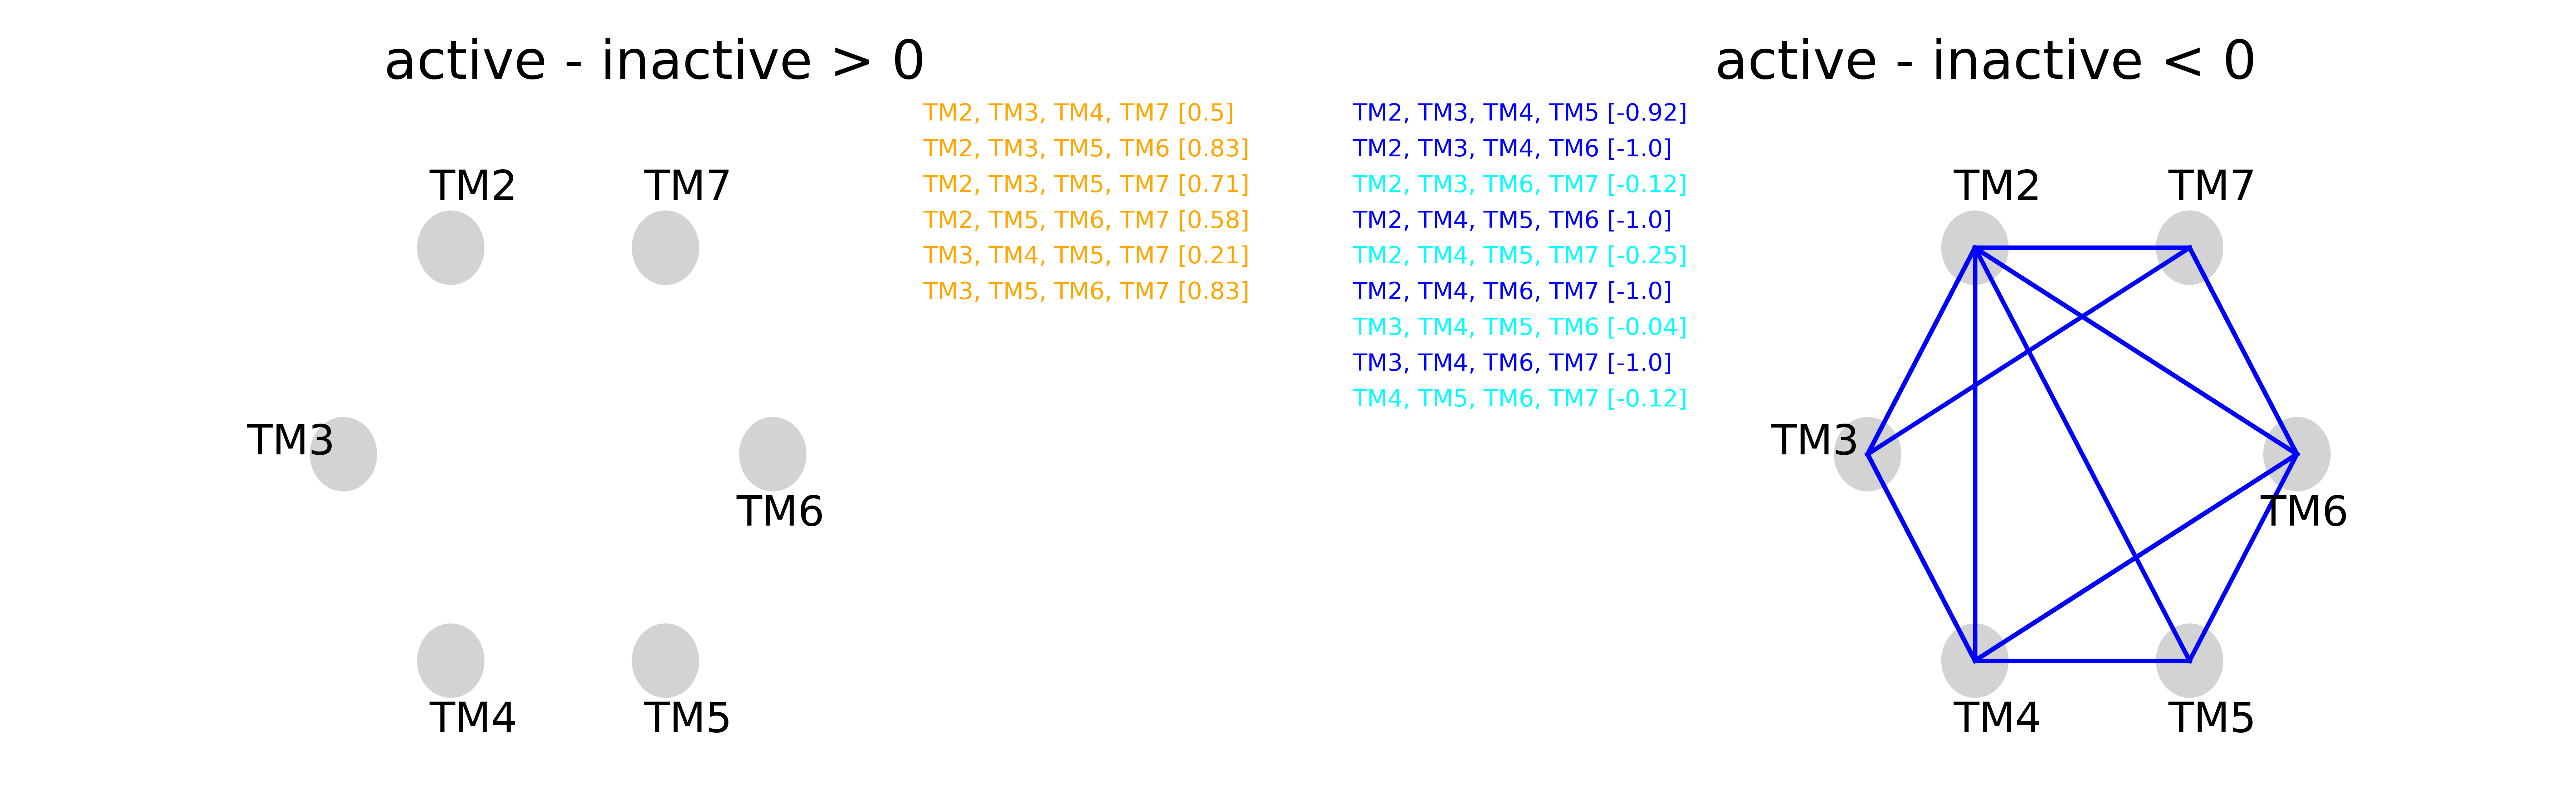 active - inactive > 0
TM2, TM3, TM4, TM7 [0.5]
TM2, TM3, TM5, TM6 [0.83]
TM2, TM3, TM5, TM7 [0.71]
TM2, TM5, TM6, TM7 [0.58]
TM3, TM4, TM5, TM7 [0.21]
TM3, TM5, TM6, TM7 [0.83]
TM2
TM7
TM3
TM6
TM4
TM5
active - inactive < 0
TM2, TM3, TM4, TM5 [-0.92]
TM2, TM3, TM4, TM6 [-1.0]
TM2, TM3, TM6, TM7 [-0.12]
TM2, TM4, TM5, TM6 [-1.0]
TM2, TM4, TM5, TM7 [-0.25]
TM2, TM4, TM6, TM7 [-1.0]
TM3, TM4, TM5, TM6 [-0.04]
TM3, TM4, TM6, TM7 [-1.0]
TM4, TM5, TM6, TM7 [-0.12]
TM2
TM7
TM3
TM6
TM4
TM5